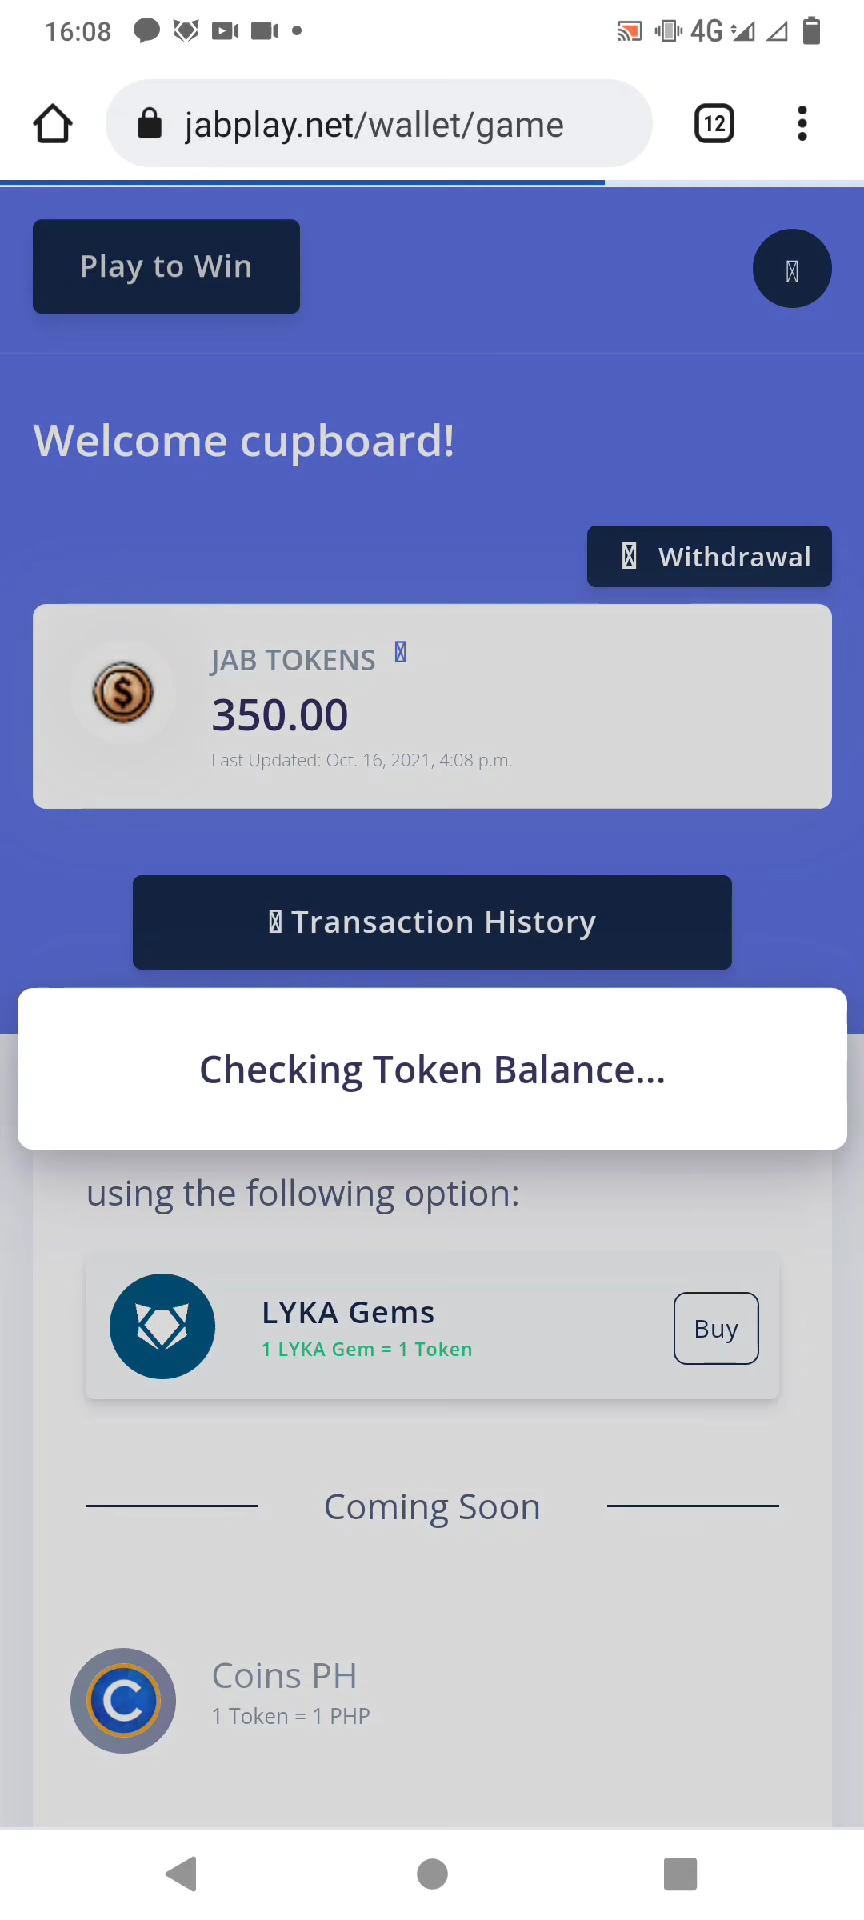 16:08
4G
jabplay.net/wallet/game
12
Play to Win
Welcome cupboard!
Withdrawal
JAB TOKENS
350.00
Last Updated: Oct. 16, 2021, 4:08 p.m.
Transaction History
Checking Token Balance...
using the following option:
LYKA Gems
1 LYKA Gem = 1 Token
Buy
Coming Soon
Coins PH
1 Token = 1 PHP